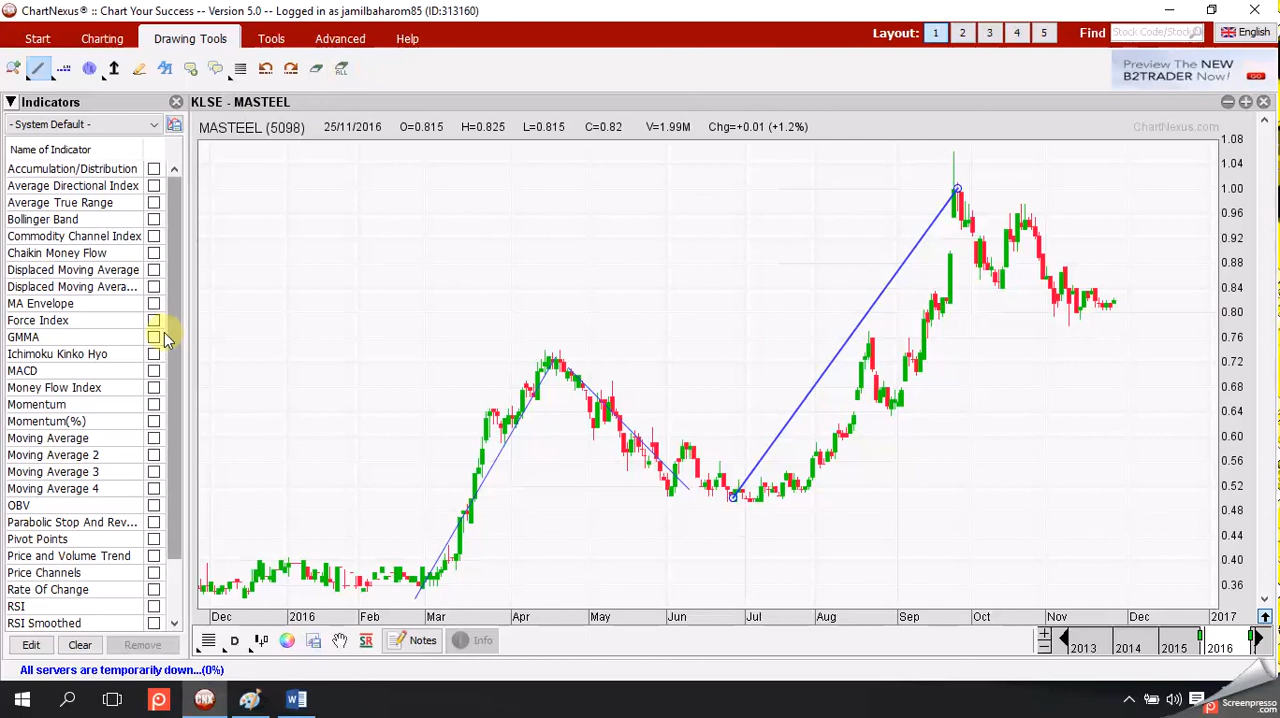 ChartNexus® :: Chart Your Success -- Version 5.0 -- Logged in as jamilbaharom85 (ID:313160)
Start Charting Drawing Tools Tools Advanced Help Layout: 1 2 3 4 5 Find Stock Code/Stock English
ALL
Preview The NEW
B2TRADER Now! GO
Indicators
KLSE - MASTEEL
- System Default -
MASTEEL (5098) 25/11/2016 O=0.815 H=0.825 L=0.815 C=0.82 V=1.99M Chg=+0.01 (+1.2%) ChartNexus.com
Name of Indicator
Accumulation/Distribution
Average Directional Index
Average True Range
Bollinger Band
Commodity Channel Index
Chaikin Money Flow
Displaced Moving Average
Displaced Moving Avera...
MA Envelope
Force Index
GMMA
Ichimoku Kinko Hyo
MACD
Money Flow Index
Momentum
Momentum(%)
Moving Average
Moving Average 2
Moving Average 3
Moving Average 4
OBV
Parabolic Stop And Rev...
Pivot Points
Price and Volume Trend
Price Channels
Rate Of Change
RSI
RSI Smoothed
1.08
1.04
1.00
0.96
0.92
0.88
0.84
0.80
0.76
0.72
0.68
0.64
0.60
0.56
0.52
0.48
0.44
0.40
0.36
Dec 2016 Feb Mar Apr May Jun Jul Aug Sep Oct Nov Dec 2017
Edit Clear Remove
D SR Notes Info
2013 2014 2015 2016
All servers are temporarily down...(0%)
CNX
Screenpresso
.com